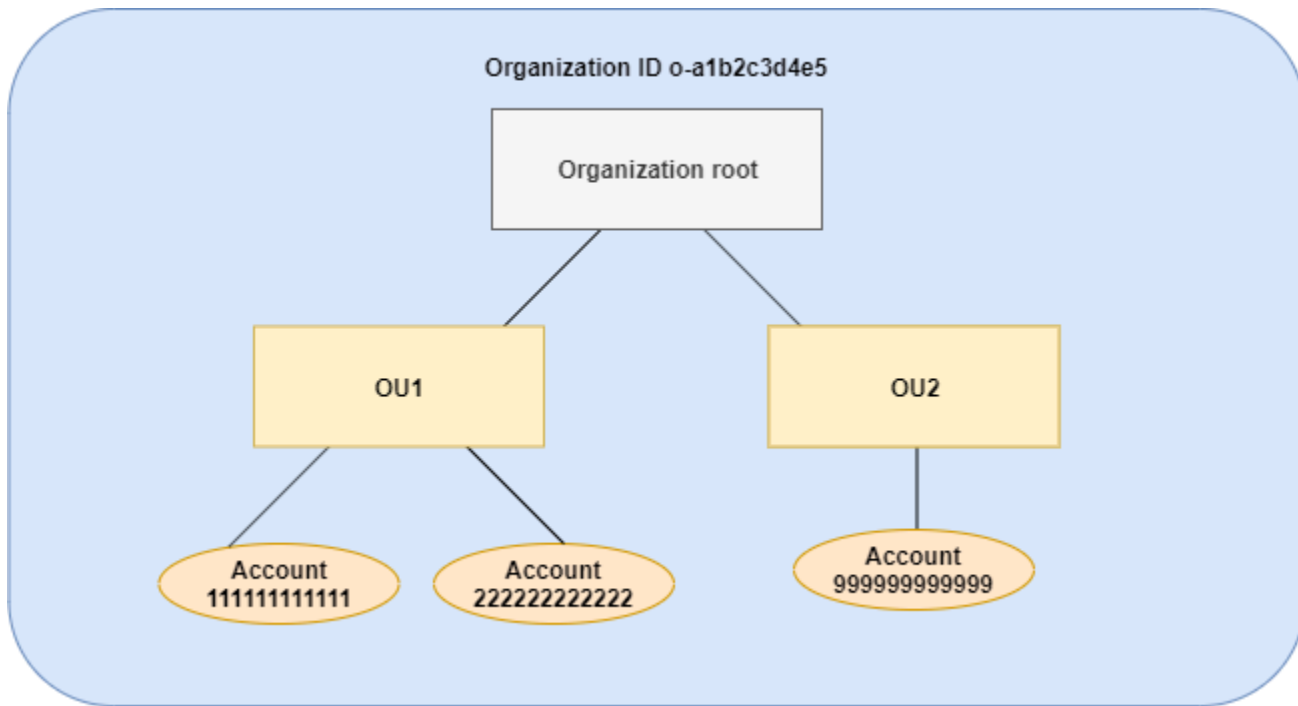 Organization ID o-a1b2c3d4e5
Organization root
OU1
OU2
Account
111111111111
Account
222222222222
Account
999999999999